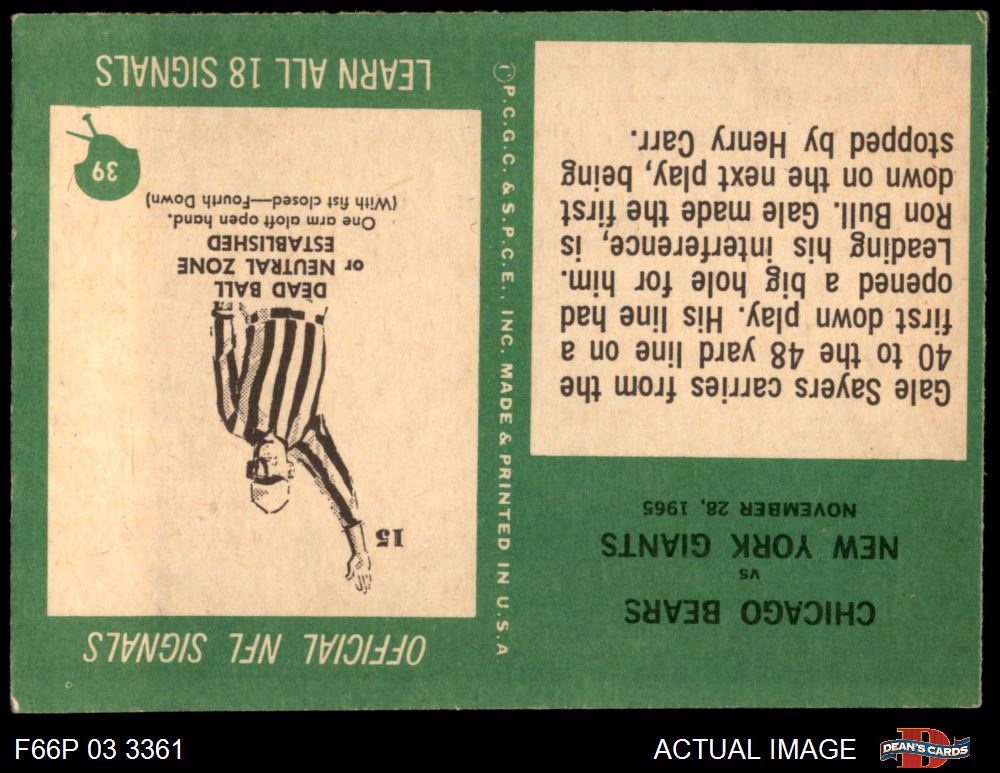 CHICAGO BEARS
vs
NEW YORK GIANTS
NOVEMBER 28, 1965
Gale Sayers carries from the
40 to the 48 yard line on a
first down play. His line had
opened a big hole for him.
Leading his interference, is
Ron Bull. Gale made the first
down on the next play, being
stopped by Henry Carr.
© P.C.G.C. & S.P.C.E., INC. MADE & PRINTED IN U.S.A.
OFFICIAL NFL SIGNALS
15
DEAD BALL
or NEUTRAL ZONE
ESTABLISHED
One arm aloft open hand.
(With fist closed—Fourth Down)
39
LEARN ALL 18 SIGNALS
F66P 03 3361
ACTUAL IMAGE
DEAN'S CARDS